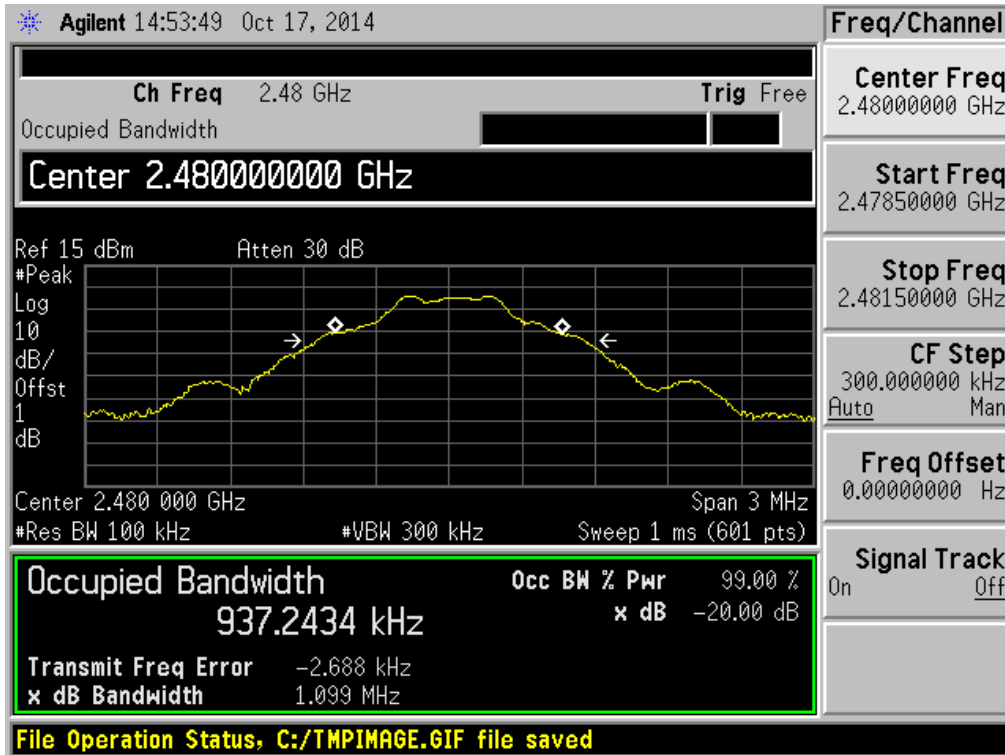 Agilent 14:53:49 Oct 17, 2014
Ch Freq 2.48 GHz Trig Free
Occupied Bandwidth
Center 2.480000000 GHz
Ref 15 dBm Atten 30 dB
#Peak
Log
10
dB/
Offst
1
dB
Center 2.480 000 GHz Span 3 MHz
#Res BW 100 kHz #VBW 300 kHz Sweep 1 ms (601 pts)
Occupied Bandwidth
937.2434 kHz
Occ BW % Pwr 99.00 %
x dB -20.00 dB
Transmit Freq Error -2.688 kHz
x dB Bandwidth 1.099 MHz
File Operation Status, C:/TMPIMAGE.GIF file saved
Freq/Channel
Center Freq
2.48000000 GHz
Start Freq
2.47850000 GHz
Stop Freq
2.48150000 GHz
CF Step
300.000000 kHz
Auto Man
Freq Offset
0.00000000 Hz
Signal Track
On Off